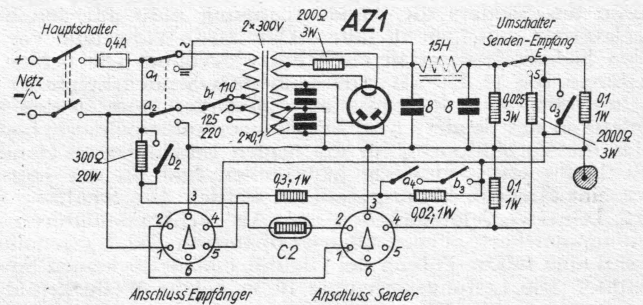 AZ1
2×300V
200Ω
3W
15H
Umschalter
Senden-Empfang
Hauptschalter
0,4A
+
Netz
-/~
-
a₁
~
=
a₂
b₁
110
125
220
2×0,1
8
8
E
S
0,025
3W
a₃
0,1
1W
2000Ω
3W
300Ω
20W
b₂
0,3; 1W
a₄
b₃
0,02; 1W
0,1
1W
C2
1
2
3
4
5
6
1
2
3
4
5
6
Anschluss Empfänger
Anschluss Sender